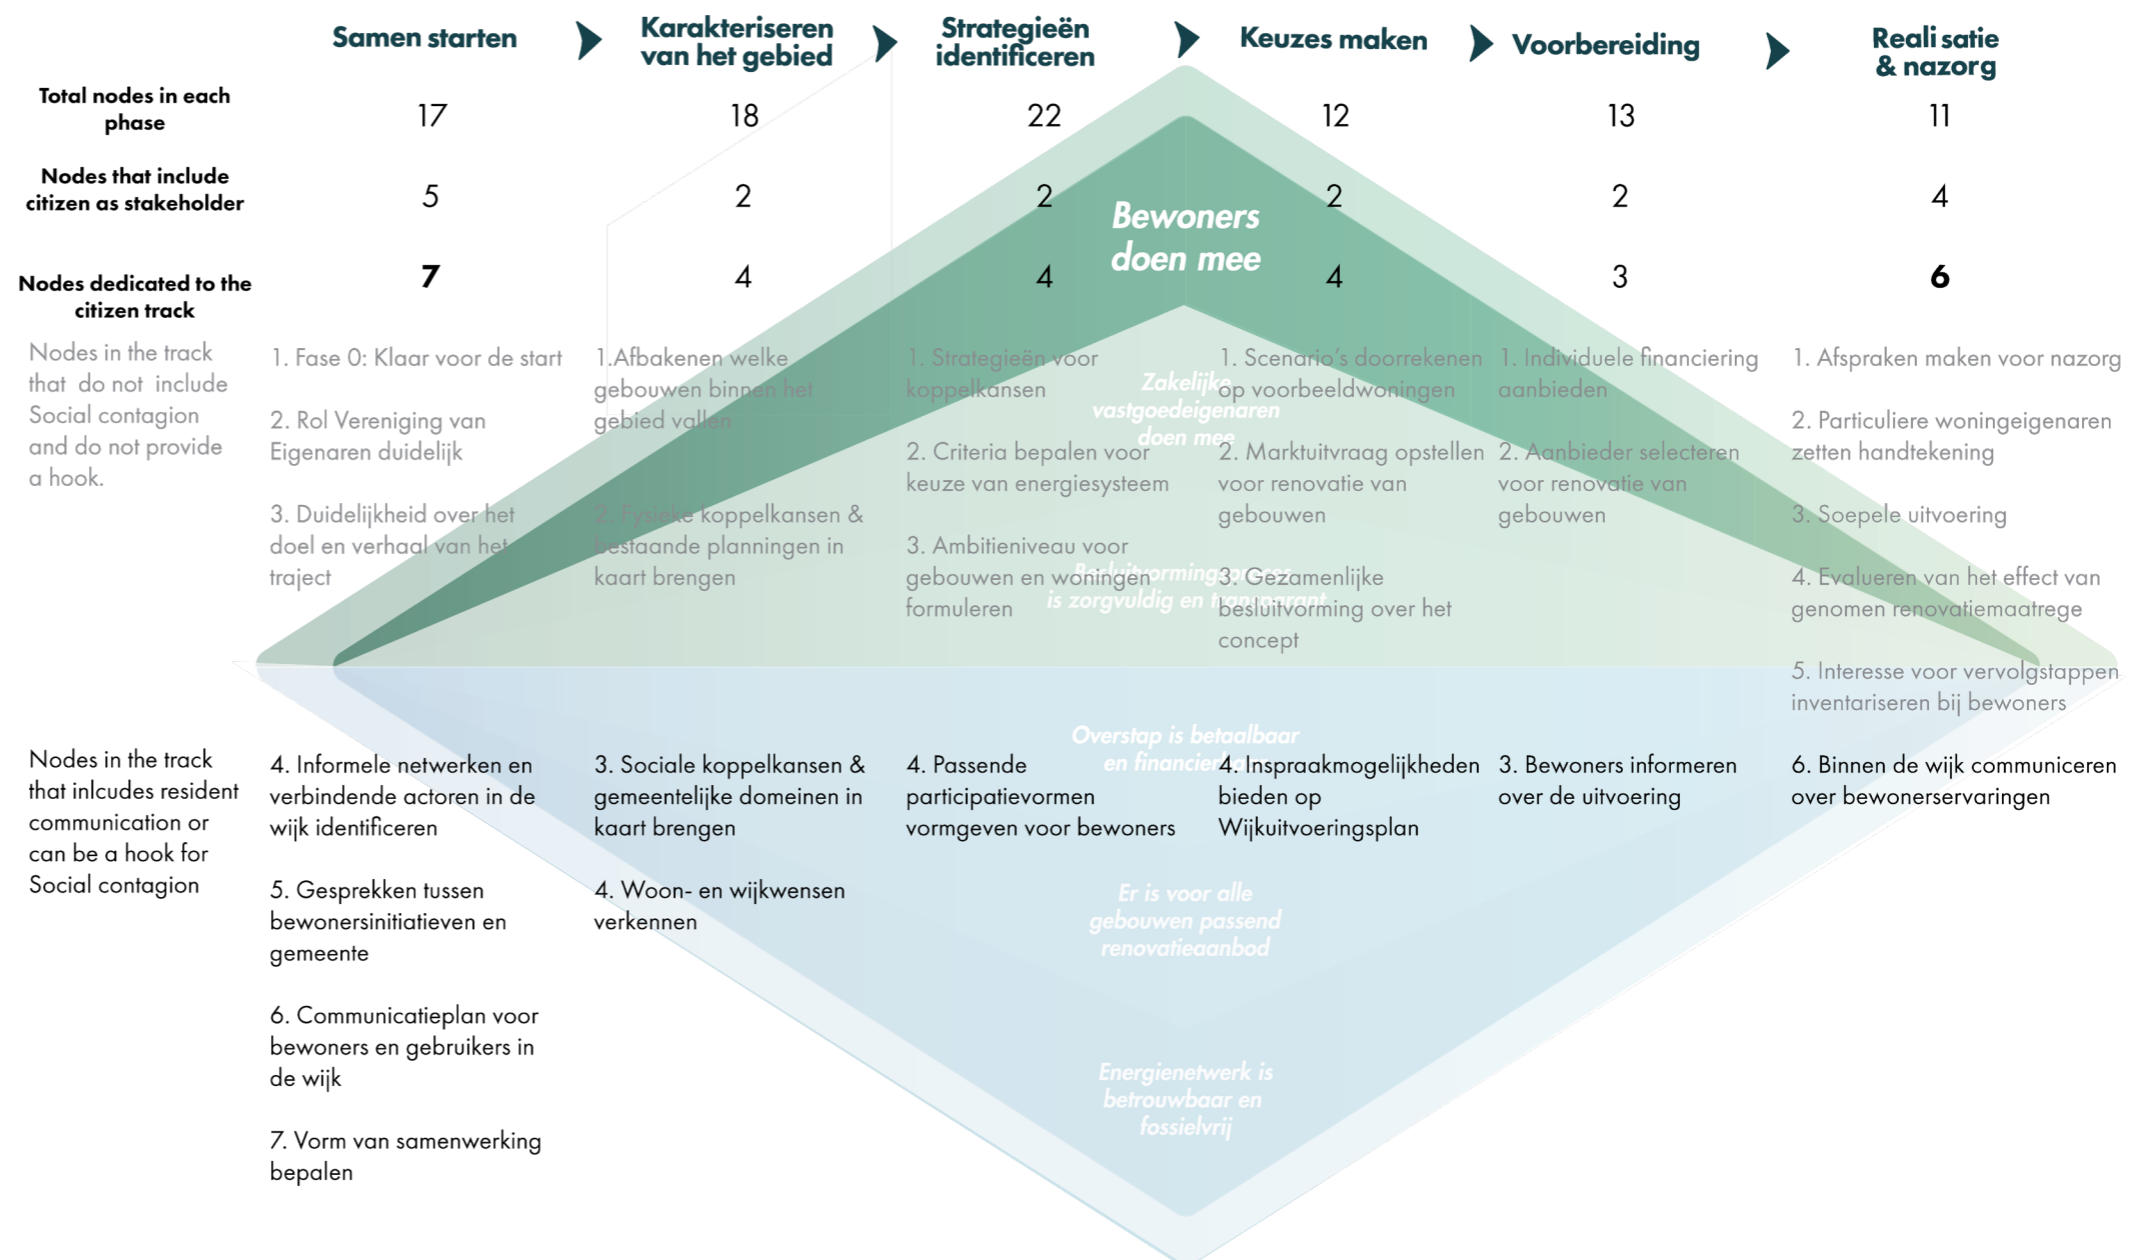 Samen starten
Karakteriseren
van het gebied
Strategieën
identificeren
Keuzes maken
Voorbereiding
Reali satie
& nazorg
Total nodes in each
phase
17
18
22
12
13
11
Nodes that include
citizen as stakeholder
5
2
2
2
2
4
Bewoners
doen mee
Nodes dedicated to the
citizen track
7
4
4
4
3
6
Nodes in the track
that do not include
Social contagion
and do not provide
a hook.
1. Fase 0: Klaar voor de start
2. Rol Vereniging van
Eigenaren duidelijk
3. Duidelijkheid over het
doel en verhaal van het
traject
1.Afbakenen welke
gebouwen binnen het
gebied vallen
2. Fysieke koppelkansen &
bestaande planningen in
kaart brengen
1. Strategieën voor
koppelkansen
2. Criteria bepalen voor
keuze van energiesysteem
3. Ambitieniveau voor
gebouwen en woningen
formuleren
Zakelijke
vastgoedeigenaren
doen mee
Besluitvormingsproces
is zorgvuldig en transparant
1. Scenario's doorrekenen
op voorbeeldwoningen
2. Marktuitvraag opstellen
voor renovatie van
gebouwen
3. Gezamenlijke
besluitvorming over het
concept
1. Individuele financiering
aanbieden
2. Aanbieder selecteren
voor renovatie van
gebouwen
1. Afspraken maken voor nazorg
2. Particuliere woningeigenaren
zetten handtekening
3. Soepele uitvoering
4. Evalueren van het effect van
genomen renovatiemaatrege
5. Interesse voor vervolgstappen
inventariseren bij bewoners
Nodes in the track
that inlcudes resident
communication or
can be a hook for
Social contagion
4. Informele netwerken en
verbindende actoren in de
wijk identificeren
5. Gesprekken tussen
bewonersinitiatieven en
gemeente
6. Communicatieplan voor
bewoners en gebruikers in
de wijk
7. Vorm van samenwerking
bepalen
3. Sociale koppelkansen &
gemeentelijke domeinen in
kaart brengen
4. Woon- en wijkwensen
verkennen
4. Passende
participatievormen
vormgeven voor bewoners
Overstap is betaalbaar
en
4. Inspraakmogelijkheden
bieden op
Wijkuitvoeringsplan
3. Bewoners informeren
over de uitvoering
6. Binnen de wijk communiceren
over bewonerservaringen
Er is voor alle
gebouwen passend
renovatieaanbod
Energienetwerk is
betrouwbaar en
fossielvrij